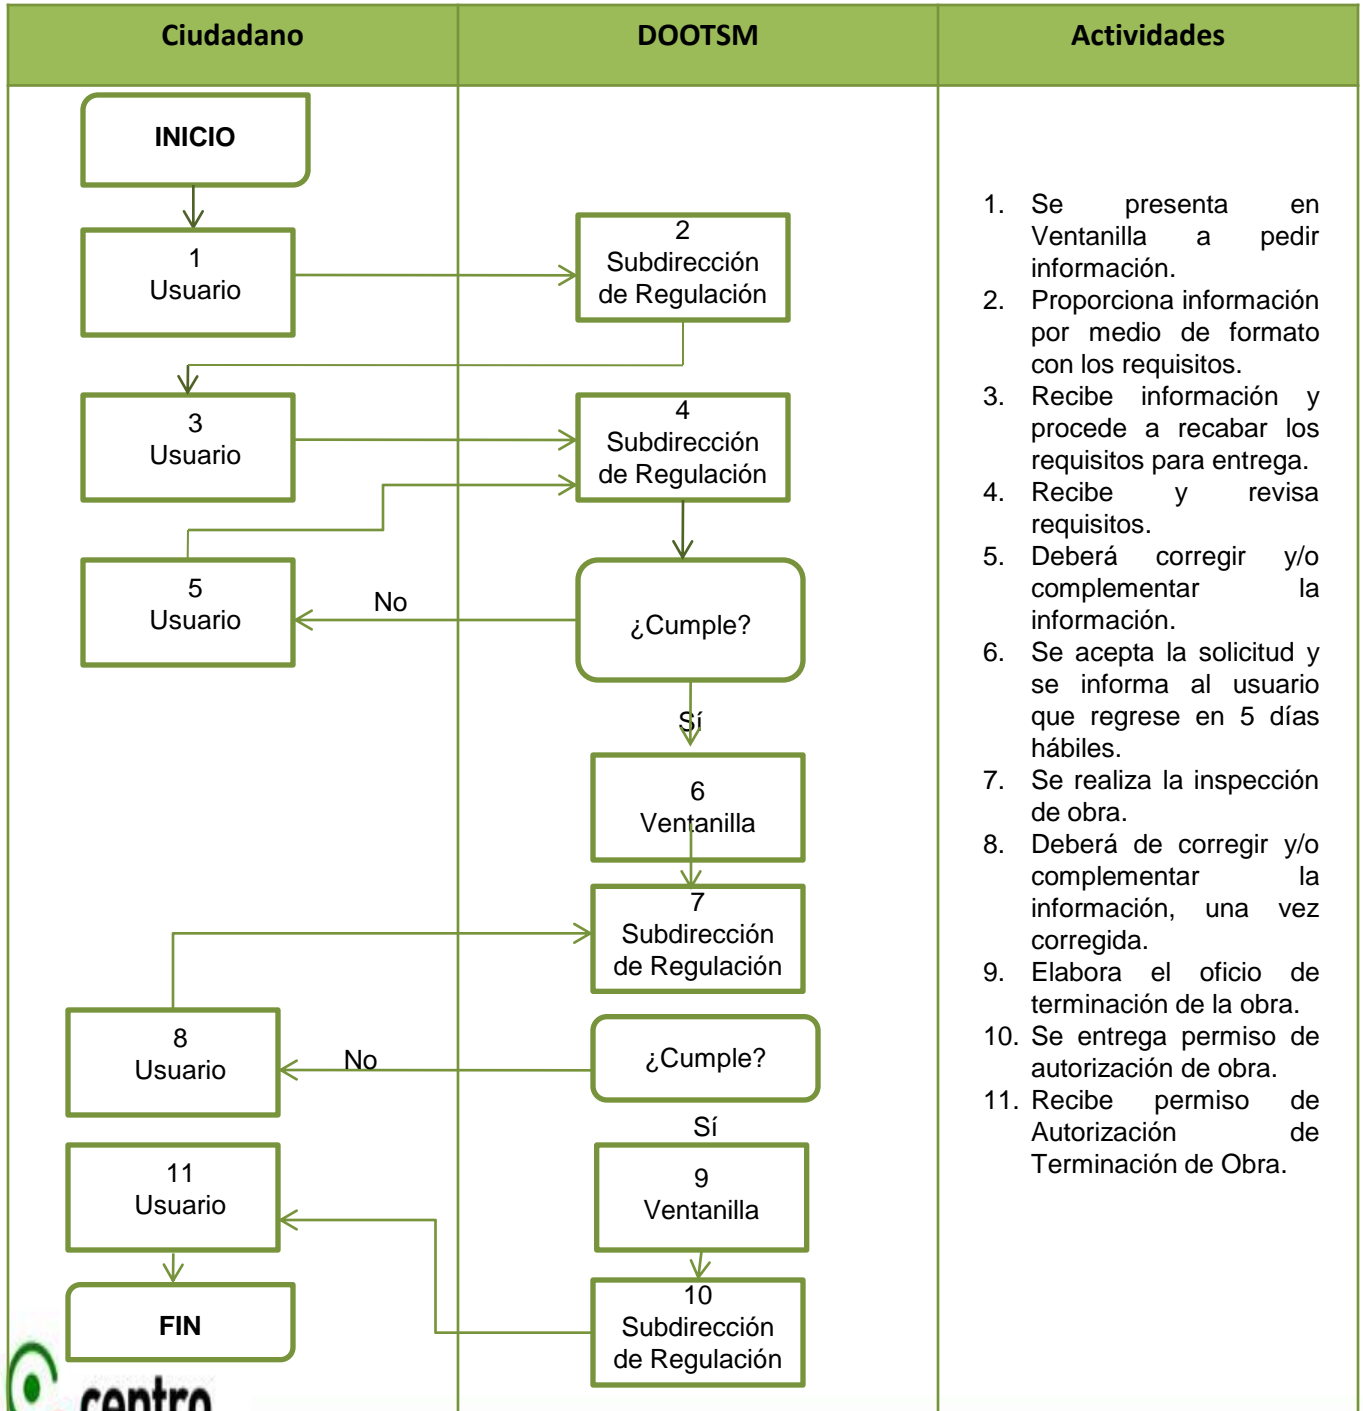 Ciudadano
DOOTSM
Actividades
INICIO
1
Usuario
2
Subdirección
de Regulación
3
Usuario
4
Subdirección
de Regulación
5
Usuario
No
¿Cumple?
Sí
6
Ventanilla
7
Subdirección
de Regulación
8
Usuario
No
¿Cumple?
Sí
11
Usuario
9
Ventanilla
FIN
10
Subdirección
de Regulación
1. Se presenta en
Ventanilla a pedir
información.
2. Proporciona información
por medio de formato
con los requisitos.
3. Recibe información y
procede a recabar los
requisitos para entrega.
4. Recibe y revisa
requisitos.
5. Deberá corregir y/o
complementar la
información.
6. Se acepta la solicitud y
se informa al usuario
que regrese en 5 días
hábiles.
7. Se realiza la inspección
de obra.
8. Deberá de corregir y/o
complementar la
información, una vez
corregida.
9. Elabora el oficio de
terminación de la obra.
10. Se entrega permiso de
autorización de obra.
11. Recibe permiso de
Autorización de
Terminación de Obra.
centro